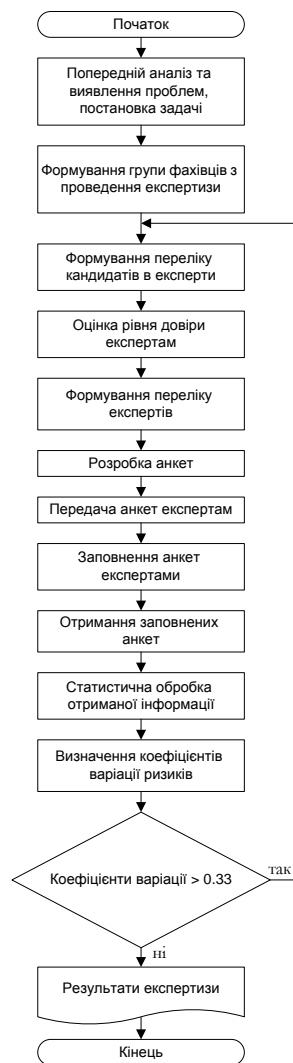 Початок
Попередній аналіз та
виявлення проблем,
постановка задачі
Формування групи фахівців з
проведення експертизи
Формування переліку
кандидатів в експерти
Оцінка рівня довіри
експертам
Формування переліку
експертів
Розробка анкет
Передача анкет експертам
Заповнення анкет
експертами
Отримання заповнених
анкет
Статистична обробка
отриманої інформації
Визначення коефіцієнтів
варіації ризиків
Коефіцієнти варіації > 0.33
так
ні
Результати експертизи
Кінець